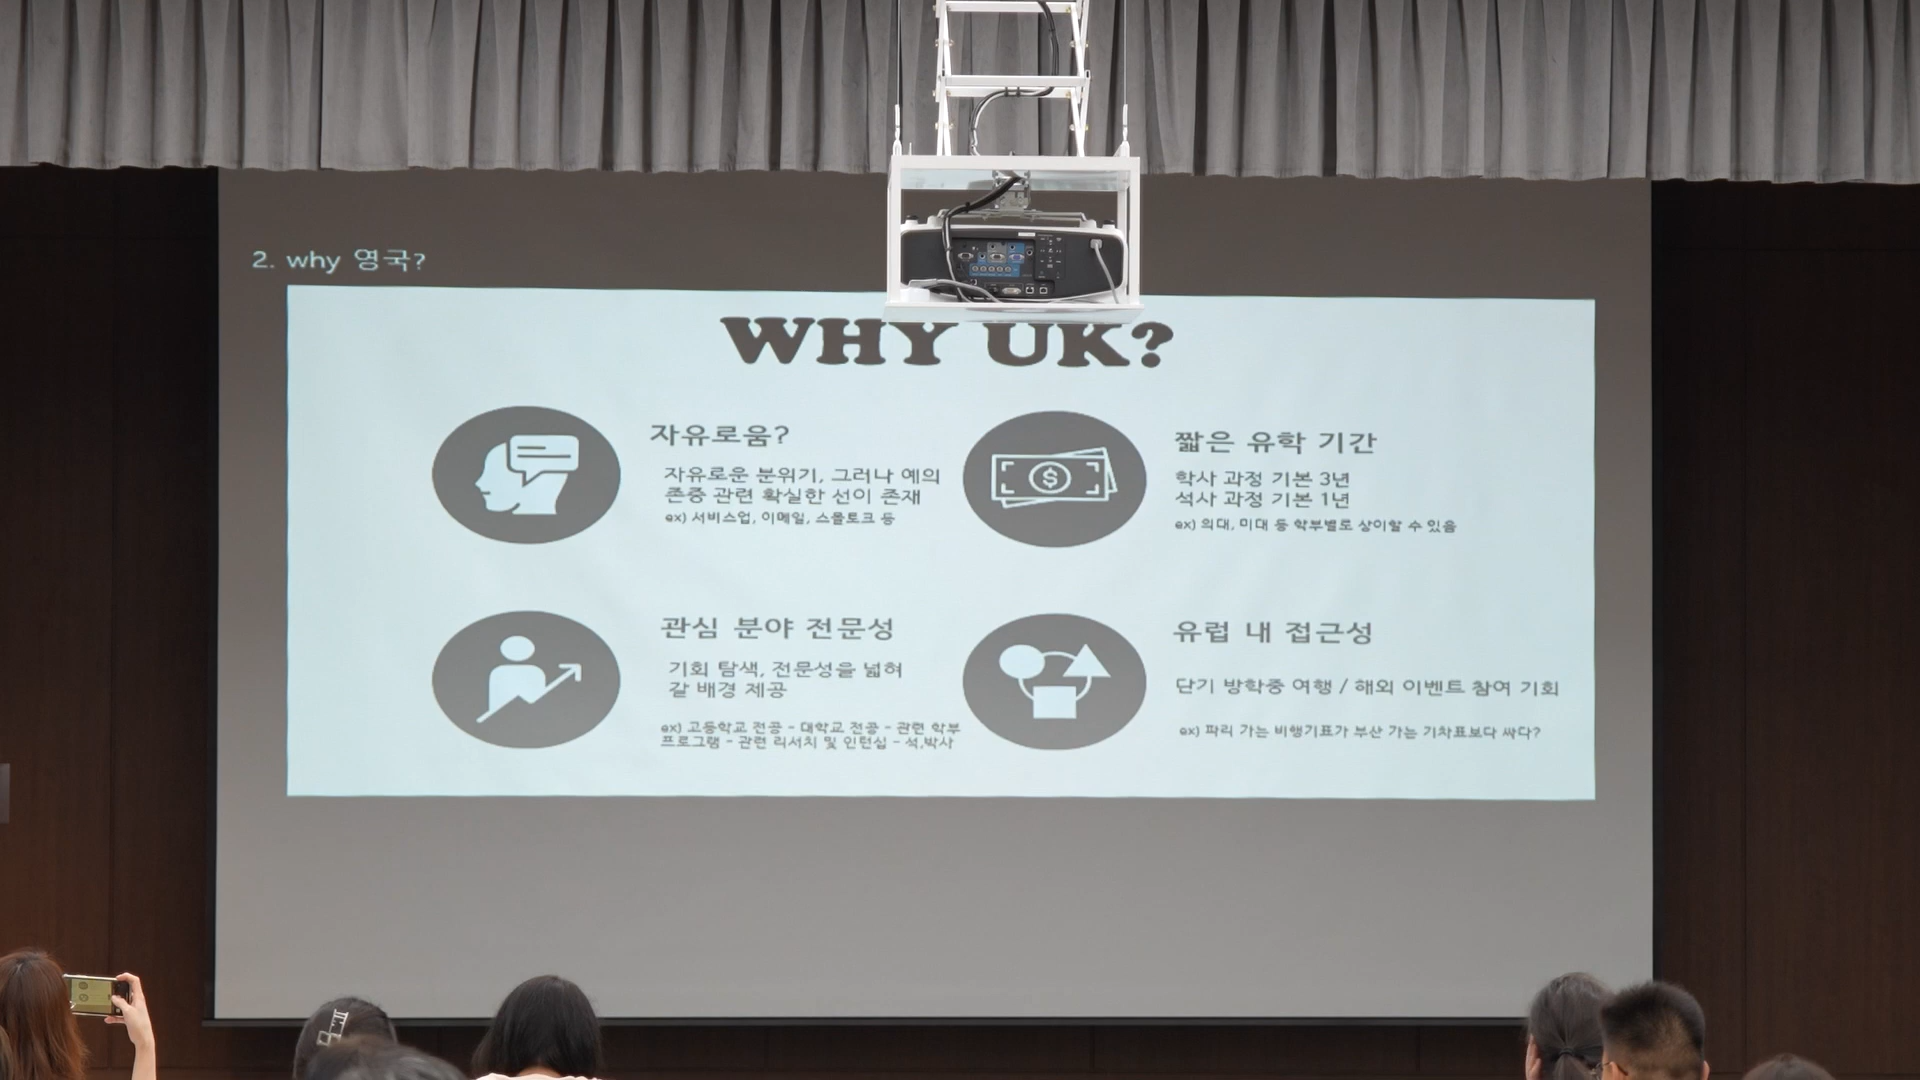 2. why 영국?
WHY UK?
자유로움?
자유로운 분위기, 그러나 예의
존중 관련 확실한 선이 존재
ex) 서비스업, 이메일, 스몰토크 등
짧은 유학 기간
학사 과정 기본 3년
석사 과정 기본 1년
ex) 의대, 미대 등 학부별로 상이할 수 있음
관심 분야 전문성
기회 탐색, 전문성을 넓혀
갈 배경 제공
ex) 고등학교 전공 - 대학교 전공 - 관련 학부
프로그램 - 관련 리서치 및 인턴십 - 석,박사
유럽 내 접근성
단기 방학중 여행 / 해외 이벤트 참여 기회
ex) 파리 가는 비행기표가 부산 가는 기차표보다 싸다?